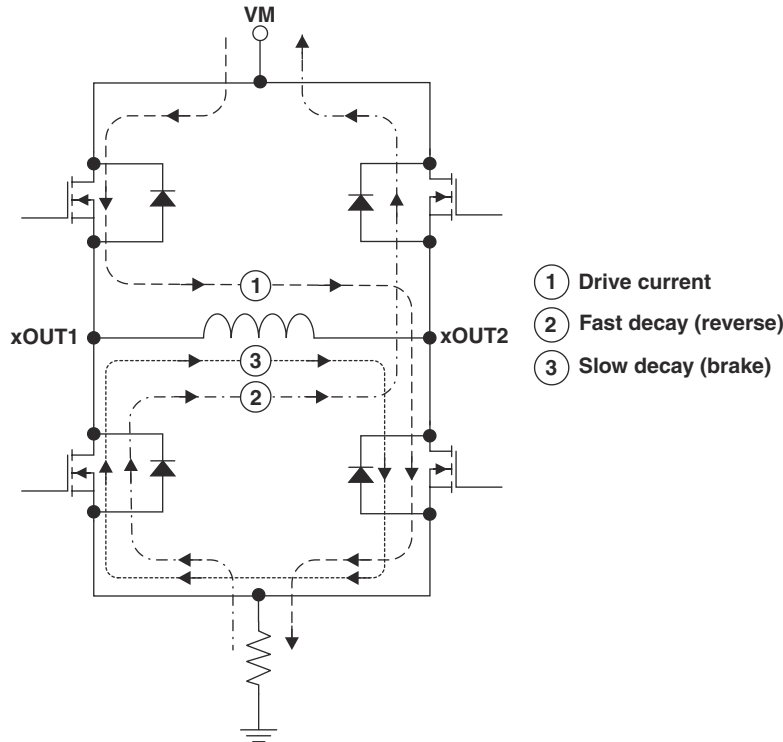 VM
1
xOUT1
xOUT2
3
2
1 Drive current
2 Fast decay (reverse)
3 Slow decay (brake)